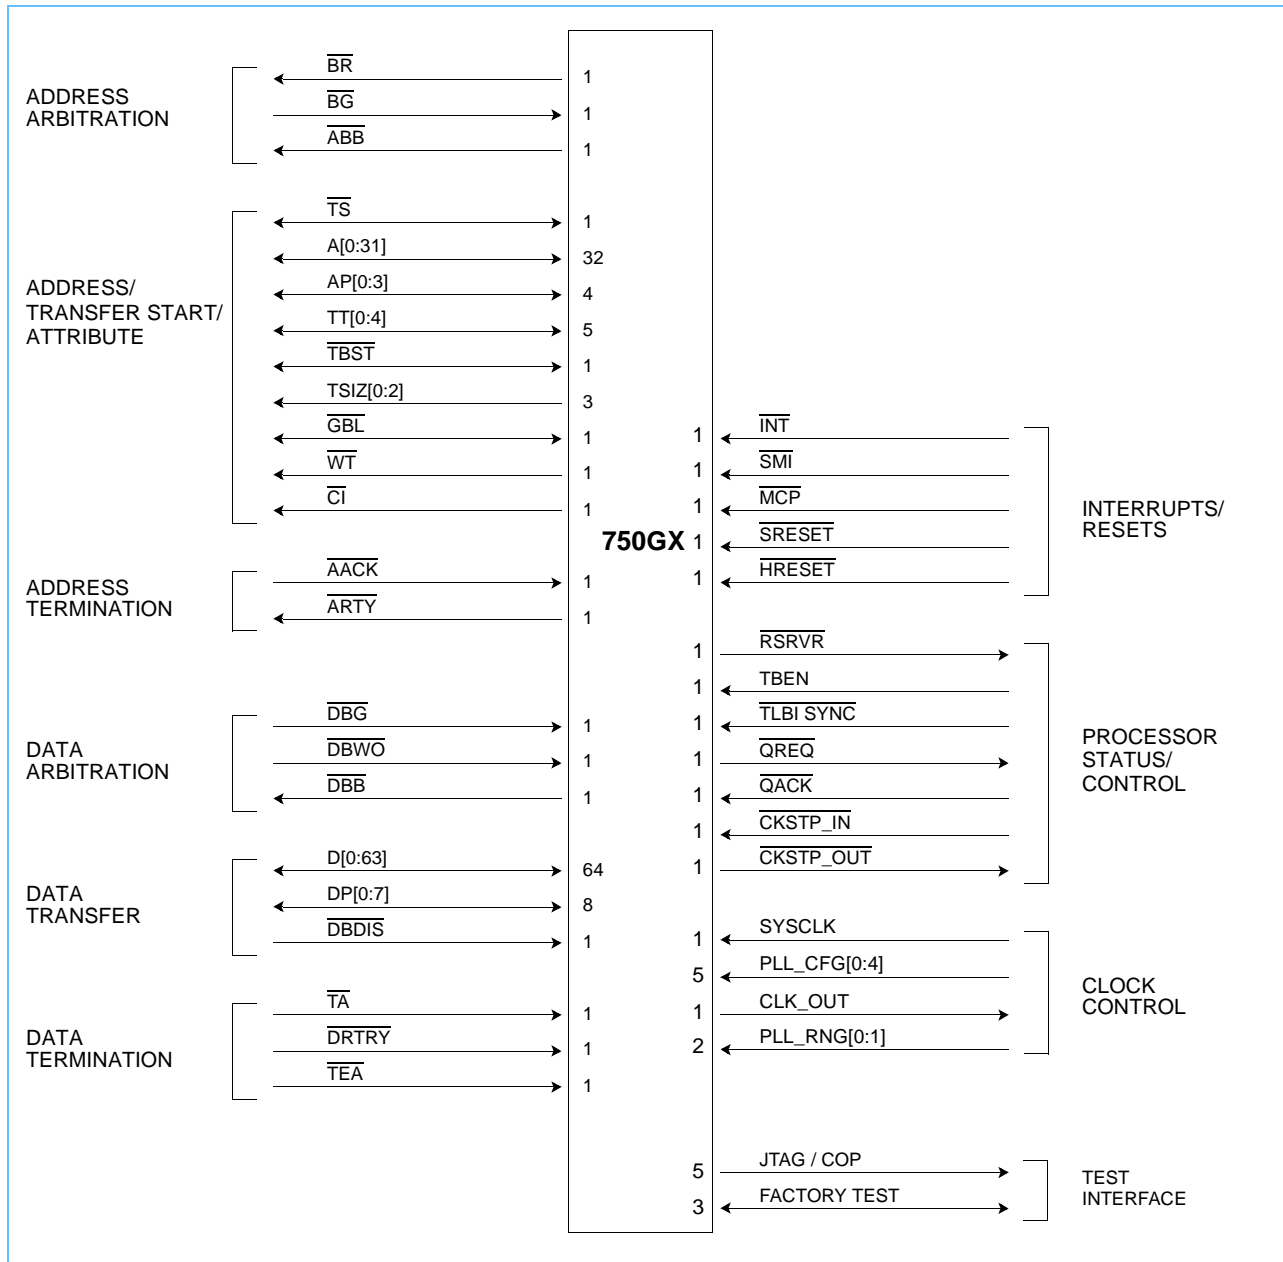 ADDRESS
ARBITRATION
BR 1
BG 1
ABB 1
ADDRESS/
TRANSFER START/
ATTRIBUTE
TS 1
A[0:31] 32
AP[0:3] 4
TT[0:4] 5
TBST 1
TSIZ[0:2] 3
GBL 1
WT 1
CI 1
ADDRESS
TERMINATION
AACK 1
ARTY 1
DATA
ARBITRATION
DBG 1
DBWO 1
DBB 1
DATA
TRANSFER
D[0:63] 64
DP[0:7] 8
DBDIS 1
DATA
TERMINATION
TA 1
DRTRY 1
TEA 1
750GX
1 INT
1 SMI
1 MCP
1 SRESET
1 HRESET
INTERRUPTS/
RESETS
1 RSRVR
1 TBEN
1 TLBI SYNC
1 QREQ
1 QACK
1 CKSTP_IN
1 CKSTP_OUT
PROCESSOR
STATUS/
CONTROL
1 SYSCLK
5 PLL_CFG[0:4]
1 CLK_OUT
2 PLL_RNG[0:1]
CLOCK
CONTROL
5 JTAG / COP
3 FACTORY TEST
TEST
INTERFACE